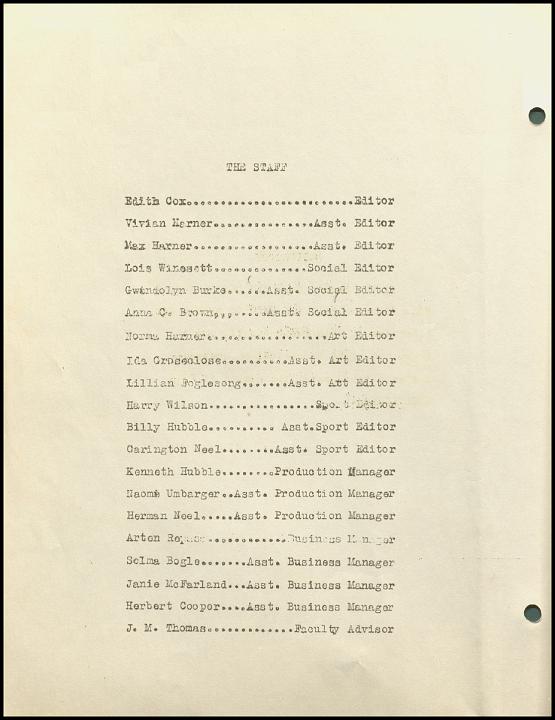 THE STAFF
Edith Cox.........................Editor
Vivian Marner...............Asst. Editor
Max Harner..................Asst. Editor
Lois Winesett..............Social Editor
Gwendolyn Burke......Asst. Social Editor
Anna C. Brown,,......Asst. Social Editor
Norma Harner..................Art Editor
Ida Groseclose..........Asst. Art Editor
Lillian Foglesong.......Asst. Art Editor
Harry Wilson................Sport Editor
Billy Hubble.......... Asst.Sport Editor
Carington Neel........Asst. Sport Editor
Kenneth Hubble........Production Manager
Naomi Umbarger..Asst. Production Manager
Herman Neel.....Asst. Production Manager
Arten Repass............Business Manager
Selma Bogle.......Asst. Business Manager
Janie McFarland...Asst. Business Manager
Herbert Cooper....Asst. Business Manager
J. M. Thomas.............Faculty Advisor